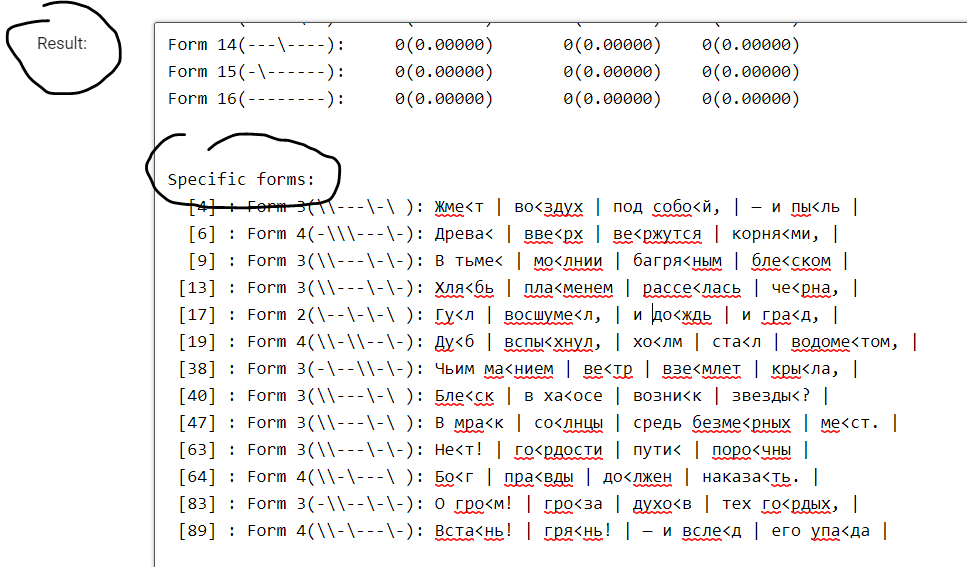 Result:
Form 14(---\----):     0(0.00000)       0(0.00000)    0(0.00000)
Form 15(-\------):     0(0.00000)       0(0.00000)    0(0.00000)
Form 16(--------):     0(0.00000)       0(0.00000)    0(0.00000)
Specific forms:
[4] : Form 3(\\---\-\ ): Жме<т | во<здух | под собо<й, | — и пы<ль |
[6] : Form 4(-\\\---\-): Древа< | вве<рх | ве<ржутся | корня<ми, |
[9] : Form 3(\\---\-\-): В тьме< | мо<лнии | багря<ным | бле<ском |
[13] : Form 3(\\---\-\-): Хля<бь | пла<менем | рассе<лась | че<рна, |
[17] : Form 2(\--\-\-\ ): Гу<л | восшуме<л, | и до<ждь | и гра<д, |
[19] : Form 4(\\-\\--\-): Ду<б | вспы<хнул, | хо<лм | ста<л | водоме<том, |
[38] : Form 3(-\--\\-\-): Чьим ма<нием | ве<тр | взе<млет | кры<ла, |
[40] : Form 3(\\---\-\ ): Бле<ск | в ха<осе | возни<к | звезды<? |
[47] : Form 3(\\---\-\-): В мра<к | со<лнцы | средь безме<рных | ме<ст. |
[63] : Form 3(\\---\-\-): Не<т! | го<рдости | пути< | поро<чны |
[64] : Form 4(\\-\---\ ): Бо<г | пра<вды | до<лжен | наказа<ть. |
[83] : Form 3(-\\--\-\-): О гро<м! | гро<за | духо<в | тех го<рдых, |
[89] : Form 4(\\-\---\-): Вста<нь! | гря<нь! | — и всле<д | его упа<да |